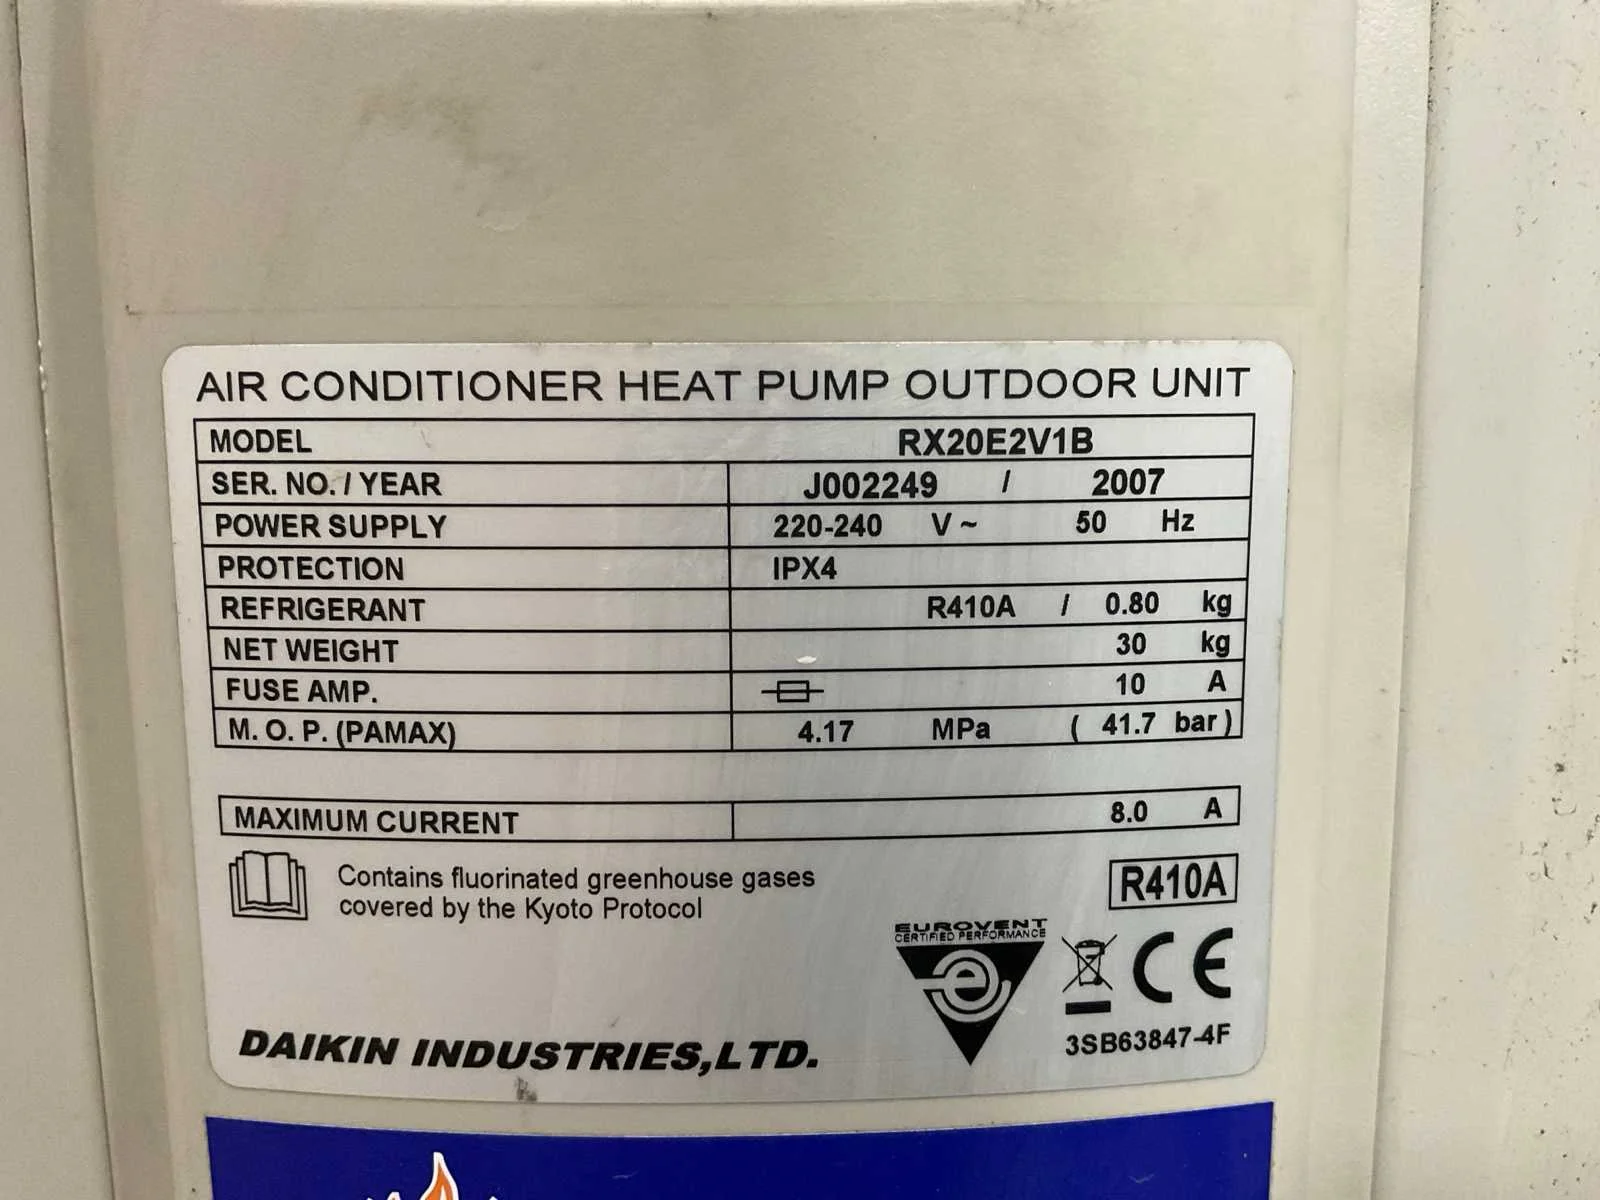 AIR CONDITIONER HEAT PUMP OUTDOOR UNIT
MODEL RX20E2V1B
SER. NO. / YEAR J002249 / 2007
POWER SUPPLY 220-240 V ~ 50 Hz
PROTECTION IPX4
REFRIGERANT R410A / 0.80 kg
NET WEIGHT 30 kg
FUSE AMP. 10 A
M. O. P. (PAMAX) 4.17 MPa ( 41.7 bar )
MAXIMUM CURRENT 8.0 A
Contains fluorinated greenhouse gases
covered by the Kyoto Protocol
R410A
EUROVENT
CERTIFIED PERFORMANCE
e
CE
3SB63847-4F
DAIKIN INDUSTRIES,LTD.